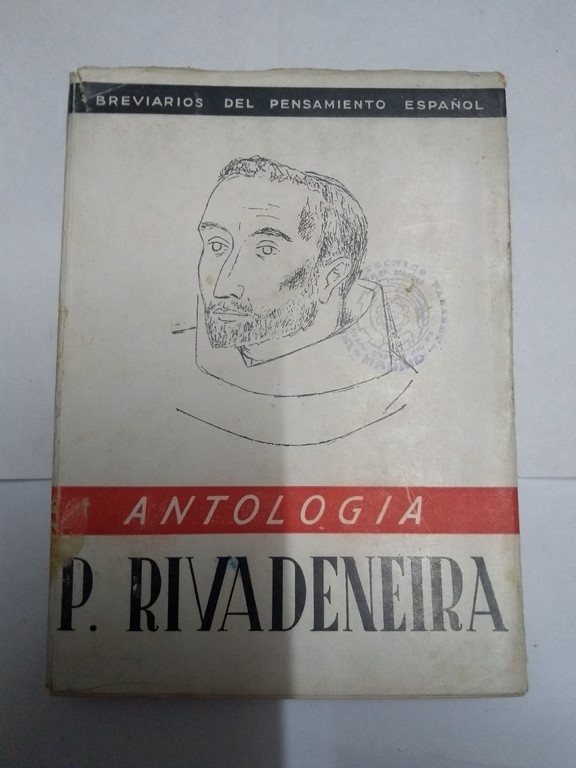 BREVIARIOS DEL PENSAMIENTO ESPAÑOL
ANTOLOGIA
P. RIVADENEIRA